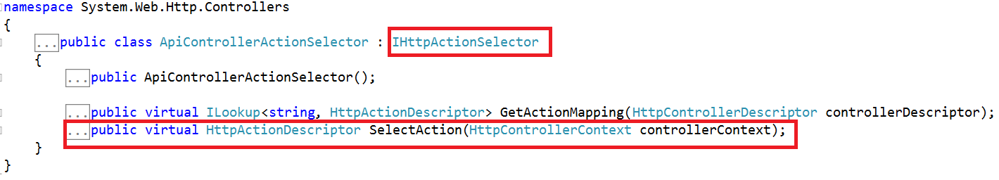 namespace System.Web.Http.Controllers
{
...public class ApiControllerActionSelector : IHttpActionSelector
{
...public ApiControllerActionSelector();
...public virtual ILookup<string, HttpActionDescriptor> GetActionMapping(HttpControllerDescriptor controllerDescriptor);
...public virtual HttpActionDescriptor SelectAction(HttpControllerContext controllerContext);
}
}